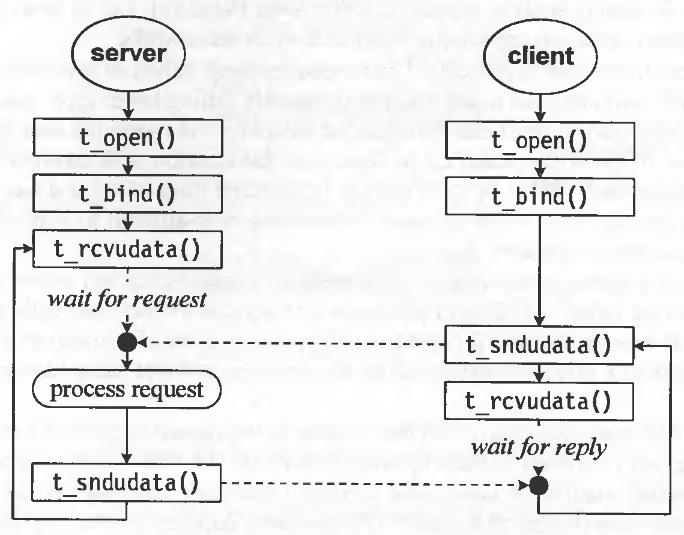 server
t_open()
t_bind()
t_rcvudata()
wait for request
process request
t_sndudata()
client
t_open()
t_bind()
t_sndudata()
t_rcvudata()
wait for reply